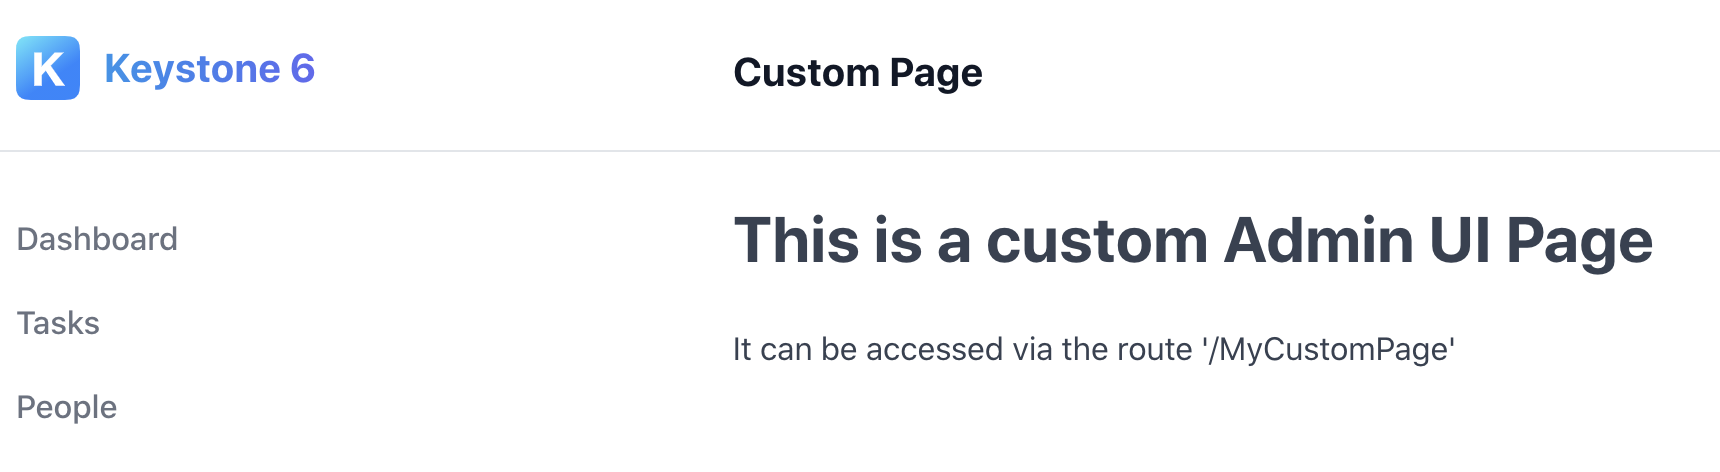 K Keystone 6
Custom Page
Dashboard
Tasks
People
This is a custom Admin UI Page
It can be accessed via the route '/MyCustomPage'